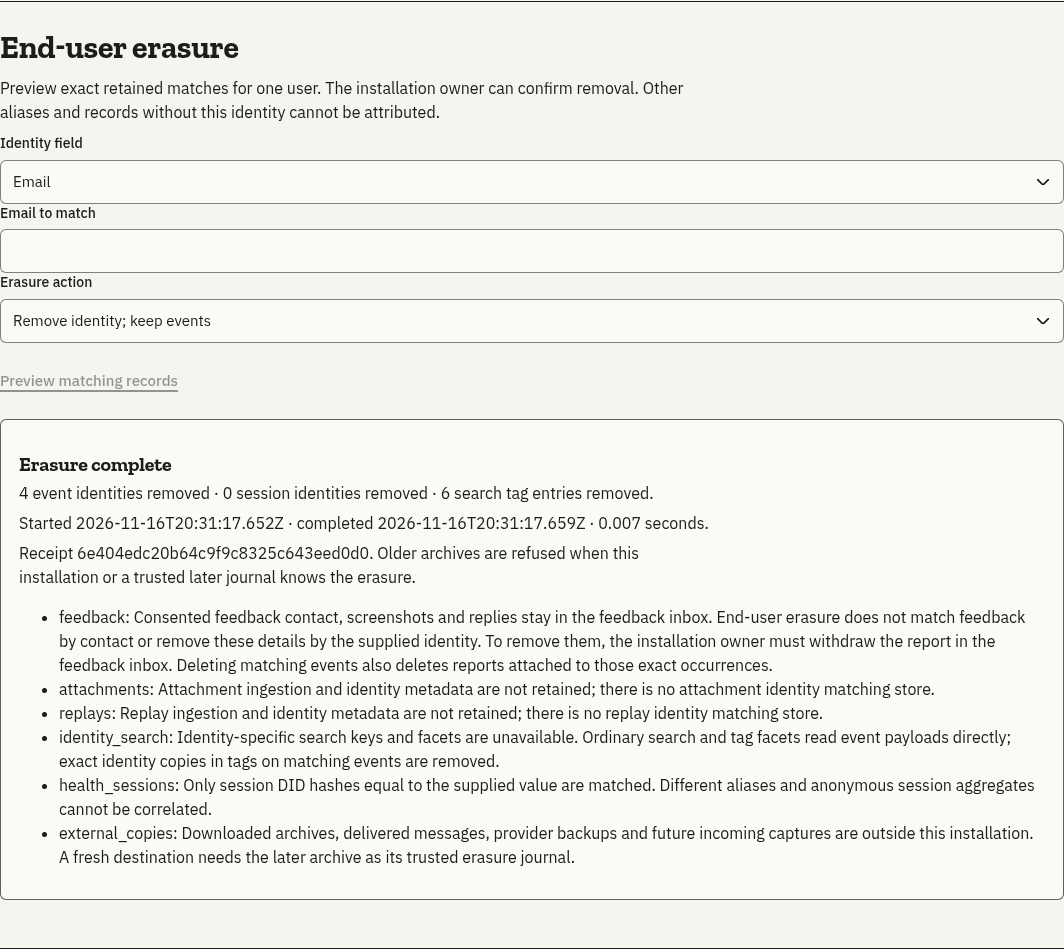 End-user erasure
Preview exact retained matches for one user. The installation owner can confirm removal. Other
aliases and records without this identity cannot be attributed.
Identity field
Email
Email to match
Erasure action
Remove identity; keep events
Preview matching records
Erasure complete
4 event identities removed · 0 session identities removed · 6 search tag entries removed.
Started 2026-11-16T20:31:17.652Z · completed 2026-11-16T20:31:17.659Z · 0.007 seconds.
Receipt 6e404edc20b64c9f9c8325c643eed0d0. Older archives are refused when this
installation or a trusted later journal knows the erasure.
• feedback: Consented feedback contact, screenshots and replies stay in the feedback inbox. End-user erasure does not match feedback
by contact or remove these details by the supplied identity. To remove them, the installation owner must withdraw the report in the
feedback inbox. Deleting matching events also deletes reports attached to those exact occurrences.
• attachments: Attachment ingestion and identity metadata are not retained; there is no attachment identity matching store.
• replays: Replay ingestion and identity metadata are not retained; there is no replay identity matching store.
• identity_search: Identity-specific search keys and facets are unavailable. Ordinary search and tag facets read event payloads directly;
exact identity copies in tags on matching events are removed.
• health_sessions: Only session DID hashes equal to the supplied value are matched. Different aliases and anonymous session aggregates
cannot be correlated.
• external_copies: Downloaded archives, delivered messages, provider backups and future incoming captures are outside this installation.
A fresh destination needs the later archive as its trusted erasure journal.